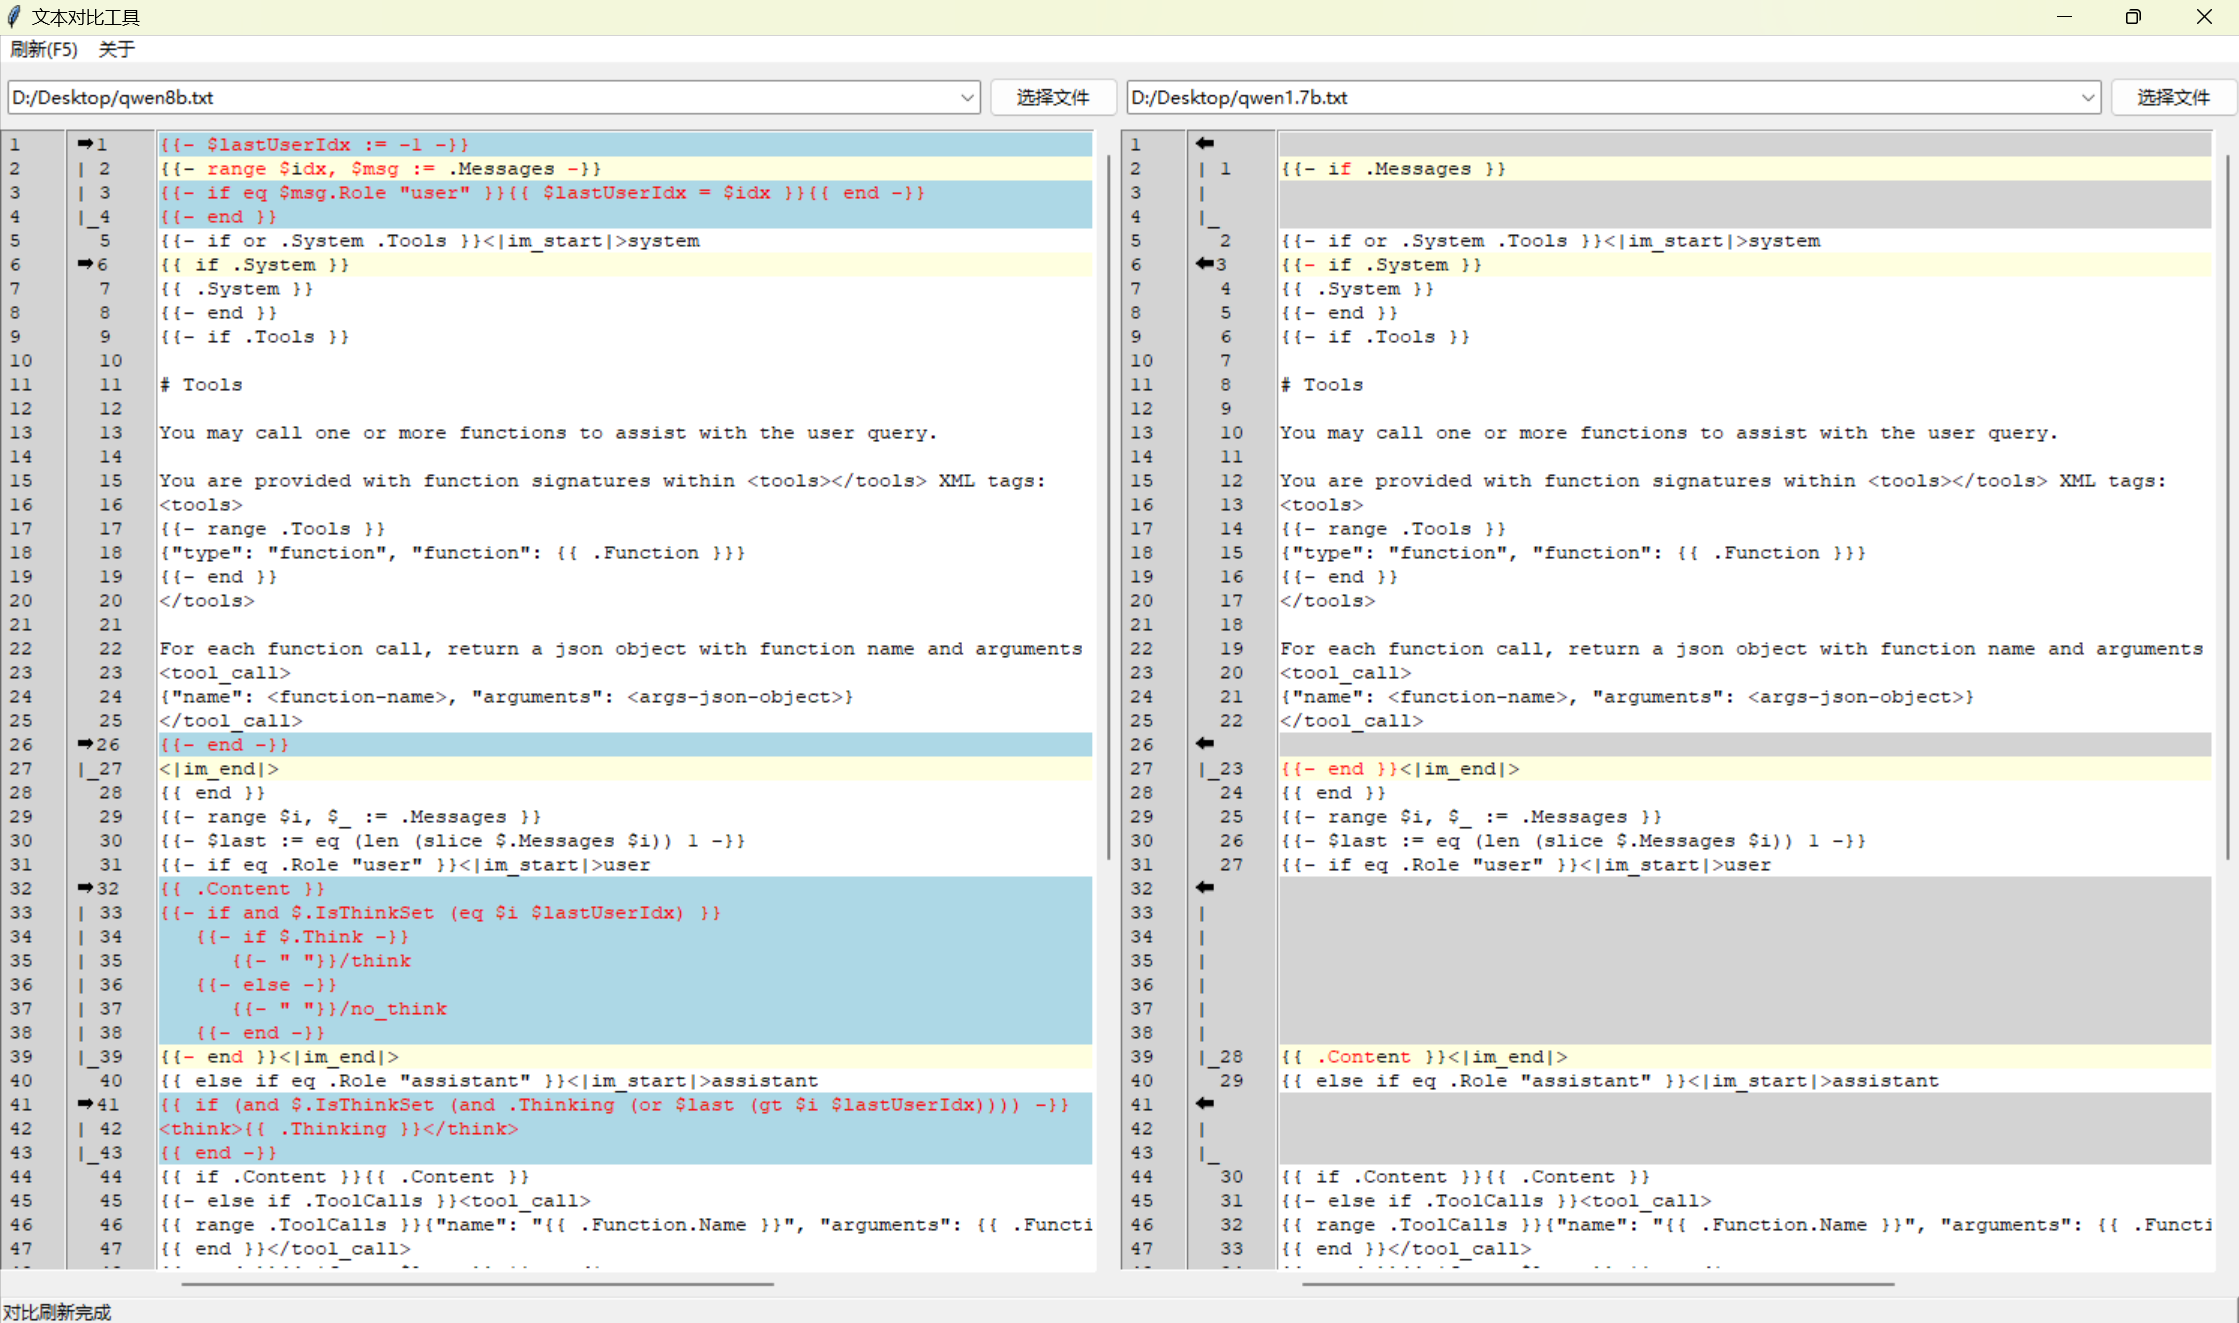 文本对比工具
刷新(F5) 关于
D:/Desktop/qwen8b.txt 选择文件 D:/Desktop/qwen1.7b.txt 选择文件
1 ➡1 {{- $lastUserIdx := -1 -}}
2 | 2 {{- range $idx, $msg := .Messages -}}
3 | 3 {{- if eq $msg.Role "user" }}{{ $lastUserIdx = $idx }}{{ end -}}
4 |_4 {{- end }}
5 5 {{- if or .System .Tools }}<|im_start|>system
6 ➡6 {{ if .System }}
7 7 {{ .System }}
8 8 {{- end }}
9 9 {{- if .Tools }}
10 10
11 11 # Tools
12 12
13 13 You may call one or more functions to assist with the user query.
14 14
15 15 You are provided with function signatures within <tools></tools> XML tags:
16 16 <tools>
17 17 {{- range .Tools }}
18 18 {"type": "function", "function": {{ .Function }}}
19 19 {{- end }}
20 20 </tools>
21 21
22 22 For each function call, return a json object with function name and arguments
23 23 <tool_call>
24 24 {"name": <function-name>, "arguments": <args-json-object>}
25 25 </tool_call>
26 ➡26 {{- end -}}
27 |_27 <|im_end|>
28 28 {{ end }}
29 29 {{- range $i, $_ := .Messages }}
30 30 {{- $last := eq (len (slice $.Messages $i)) 1 -}}
31 31 {{- if eq .Role "user" }}<|im_start|>user
32 ➡32 {{ .Content }}
33 | 33 {{- if and $.IsThinkSet (eq $i $lastUserIdx) }}
34 | 34 {{- if $.Think -}}
35 | 35 {{- " "}}/think
36 | 36 {{- else -}}
37 | 37 {{- " "}}/no_think
38 | 38 {{- end -}}
39 |_39 {{- end }}<|im_end|>
40 40 {{ else if eq .Role "assistant" }}<|im_start|>assistant
41 ➡41 {{ if (and $.IsThinkSet (and .Thinking (or $last (gt $i $lastUserIdx)))) -}}
42 | 42 <think>{{ .Thinking }}</think>
43 |_43 {{ end -}}
44 44 {{ if .Content }}{{ .Content }}
45 45 {{- else if .ToolCalls }}<tool_call>
46 46 {{ range .ToolCalls }}{"name": "{{ .Function.Name }}", "arguments": {{ .Functi
47 47 {{ end }}</tool_call>
1 ⬅
2 | 1 {{- if .Messages }}
3 |
4 |_
5 2 {{- if or .System .Tools }}<|im_start|>system
6 ⬅3 {{- if .System }}
7 4 {{ .System }}
8 5 {{- end }}
9 6 {{- if .Tools }}
10 7
11 8 # Tools
12 9
13 10 You may call one or more functions to assist with the user query.
14 11
15 12 You are provided with function signatures within <tools></tools> XML tags:
16 13 <tools>
17 14 {{- range .Tools }}
18 15 {"type": "function", "function": {{ .Function }}}
19 16 {{- end }}
20 17 </tools>
21 18
22 19 For each function call, return a json object with function name and arguments
23 20 <tool_call>
24 21 {"name": <function-name>, "arguments": <args-json-object>}
25 22 </tool_call>
26 ⬅
27 |_23 {{- end }}<|im_end|>
28 24 {{ end }}
29 25 {{- range $i, $_ := .Messages }}
30 26 {{- $last := eq (len (slice $.Messages $i)) 1 -}}
31 27 {{- if eq .Role "user" }}<|im_start|>user
32 ⬅
33 |
34 |
35 |
36 |
37 |
38 |
39 |_28 {{ .Content }}<|im_end|>
40 29 {{ else if eq .Role "assistant" }}<|im_start|>assistant
41 ⬅
42 |
43 |_
44 30 {{ if .Content }}{{ .Content }}
45 31 {{- else if .ToolCalls }}<tool_call>
46 32 {{ range .ToolCalls }}{"name": "{{ .Function.Name }}", "arguments": {{ .Functi
47 33 {{ end }}</tool_call>
对比刷新完成